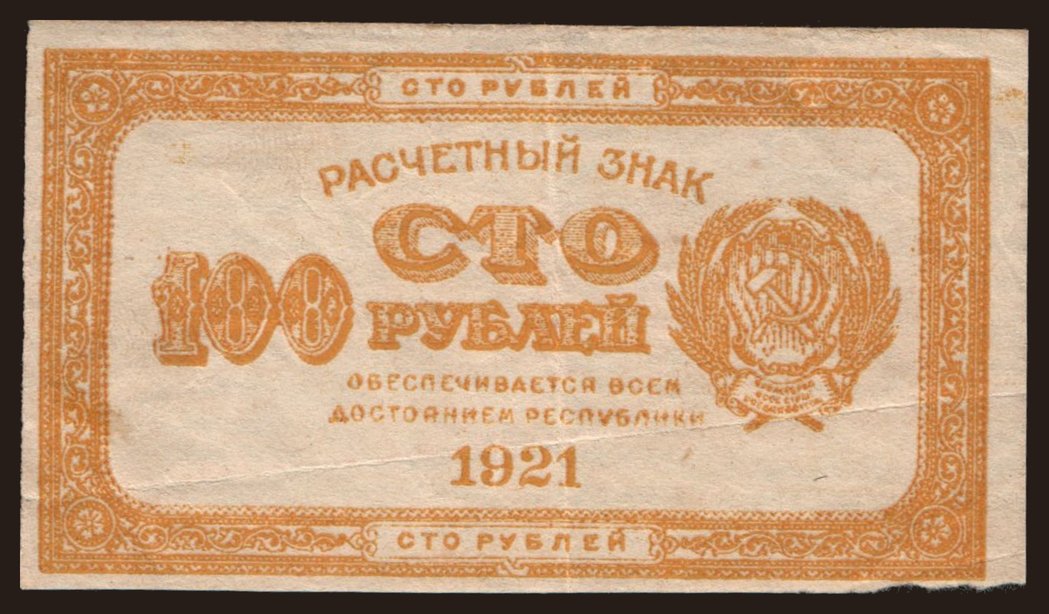 СТО РУБЛЕЙ
РАСЧЕТНЫЙ ЗНАК
СТО
100
РУБЛЕЙ
ОБЕСПЕЧИВАЕТСЯ ВСЕМ
ДОСТОЯНИЕМ РЕСПУБЛИКИ
1921
СТО РУБЛЕЙ